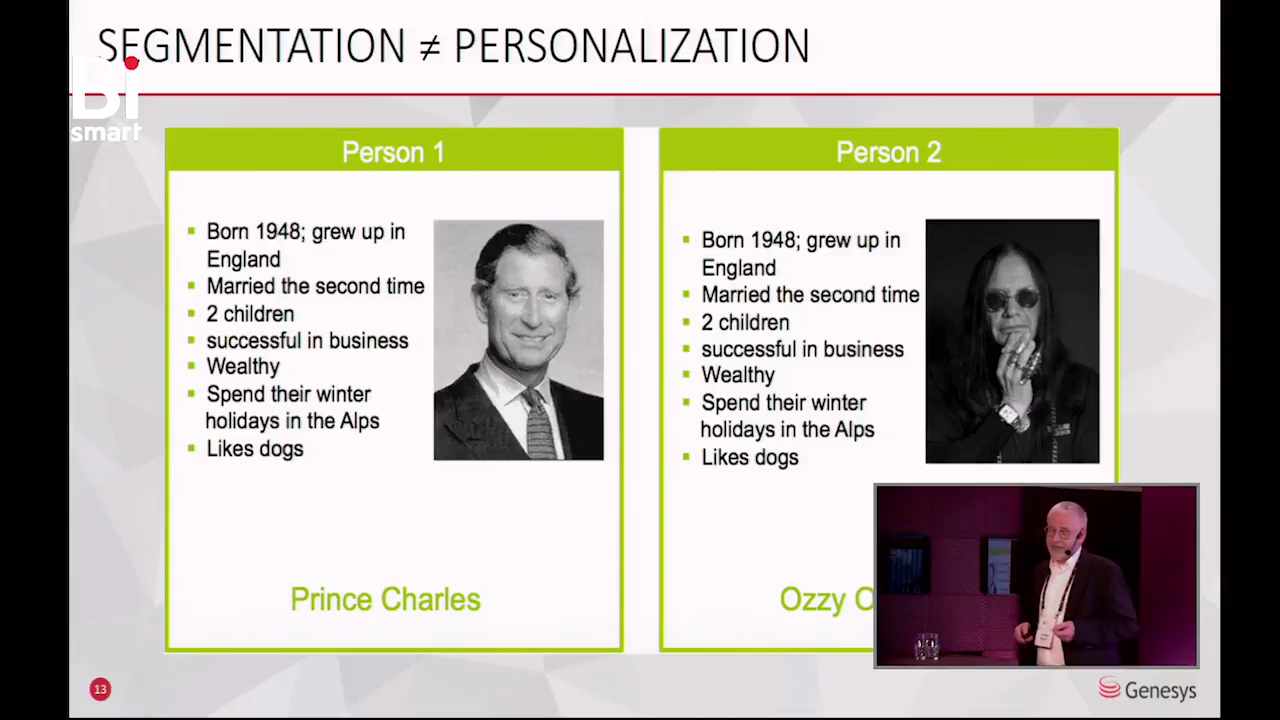 SEGMENTATION ≠ PERSONALIZATION
Bi
smart
Person 1
Born 1948; grew up in
England
Married the second time
2 children
successful in business
Wealthy
Spend their winter
holidays in the Alps
Likes dogs
Prince Charles
Person 2
Born 1948; grew up in
England
Married the second time
2 children
successful in business
Wealthy
Spend their winter
holidays in the Alps
Likes dogs
Ozzy
13
Genesys